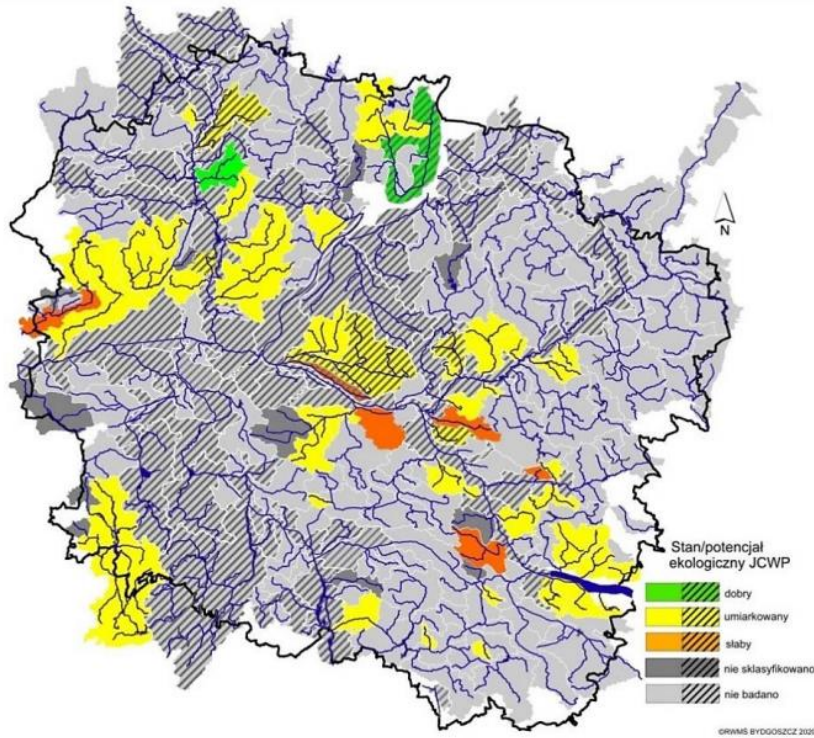 N
Stan/potencjał
ekologiczny JCWP
dobry
umiarkowany
słaby
nie sklasyfikowano
nie badano
©RWMŚ BYDGOSZCZ 2020